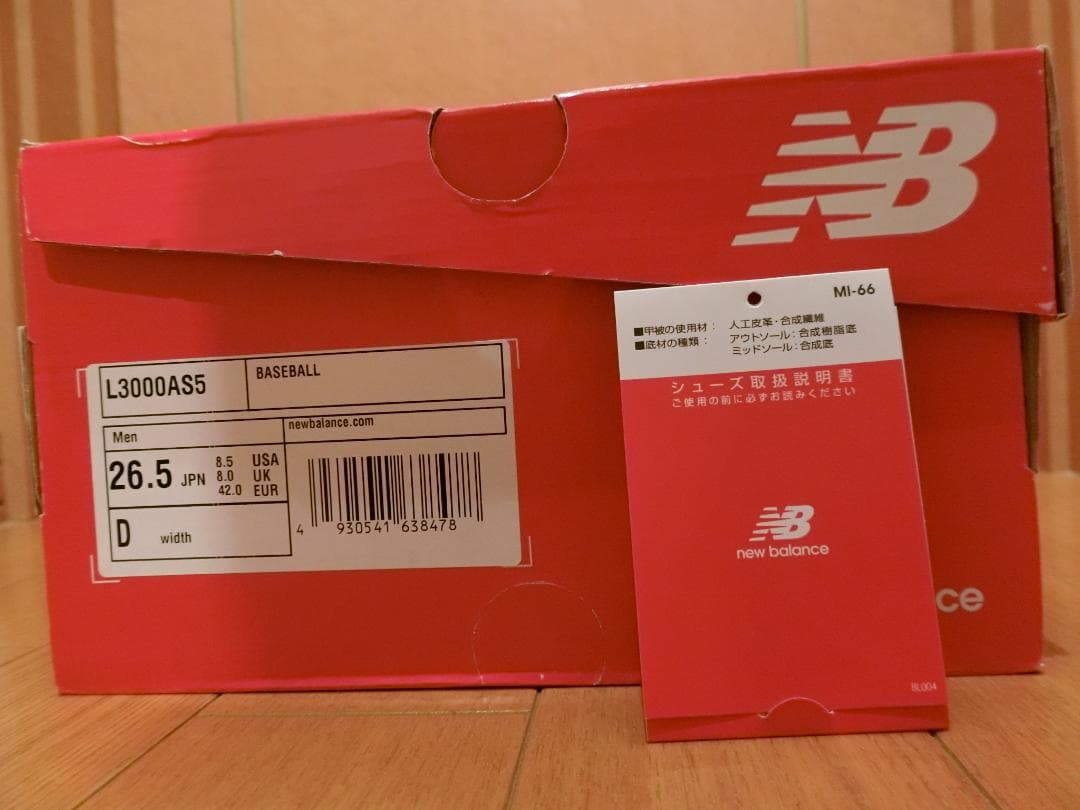 NB
L3000AS5
BASEBALL
Men
newbalance.com
26.5 JPN
8.5 USA
8.0 UK
42.0 EUR
D width
4 930541 638478
MI-66
■甲被の使用材： 人工皮革・合成繊維
■底材の種類： アウトソール：合成樹脂底
ミッドソール：合成底
シューズ取扱説明書
ご使用の前に必ずお読みください
NB
new balance
ce
BL004